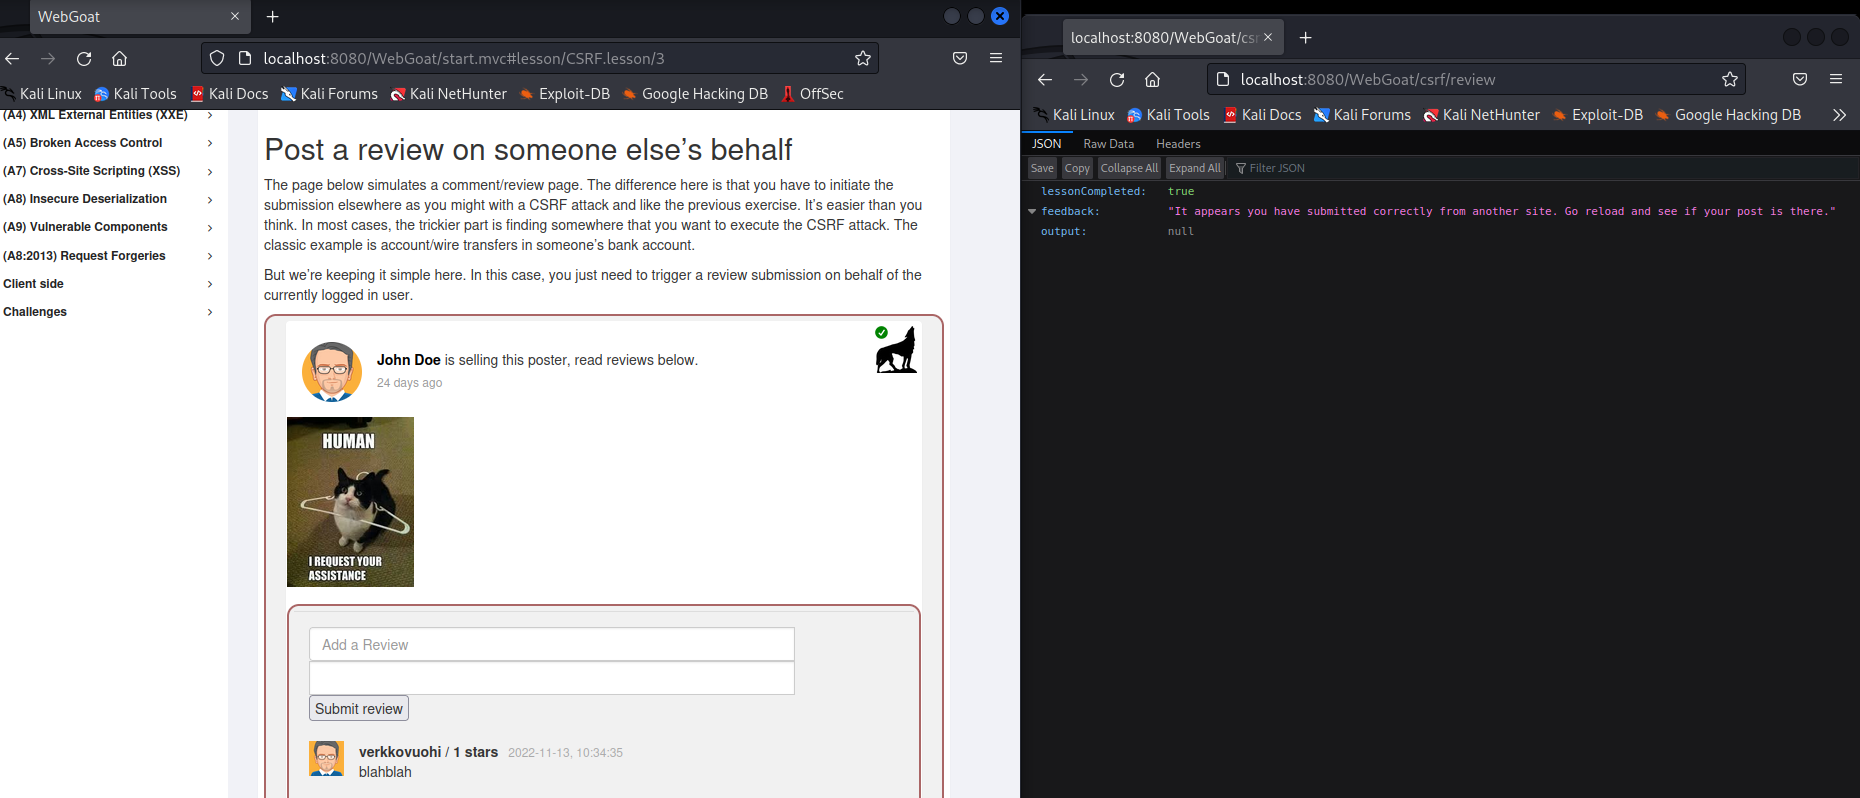 WebGoat
localhost:8080/WebGoat/start.mvc#lesson/CSRF.lesson/3
Kali Linux Kali Tools Kali Docs Kali Forums Kali NetHunter Exploit-DB Google Hacking DB OffSec
(A4) XML External Entities (XXE)
(A5) Broken Access Control
(A7) Cross-Site Scripting (XSS)
(A8) Insecure Deserialization
(A9) Vulnerable Components
(A8:2013) Request Forgeries
Client side
Challenges
Post a review on someone else’s behalf
The page below simulates a comment/review page. The difference here is that you have to initiate the
submission elsewhere as you might with a CSRF attack and like the previous exercise. It’s easier than you
think. In most cases, the trickier part is finding somewhere that you want to execute the CSRF attack. The
classic example is account/wire transfers in someone’s bank account.
But we’re keeping it simple here. In this case, you just need to trigger a review submission on behalf of the
currently logged in user.
John Doe is selling this poster, read reviews below.
24 days ago
HUMAN
I REQUEST YOUR
ASSISTANCE
Add a Review
Submit review
verkkovuohi / 1 stars 2022-11-13, 10:34:35
blahblah
localhost:8080/WebGoat/csr
localhost:8080/WebGoat/csrf/review
Kali Linux Kali Tools Kali Docs Kali Forums Kali NetHunter Exploit-DB Google Hacking DB
JSON Raw Data Headers
Save Copy Collapse All Expand All Filter JSON
lessonCompleted: true
feedback: "It appears you have submitted correctly from another site. Go reload and see if your post is there."
output: null